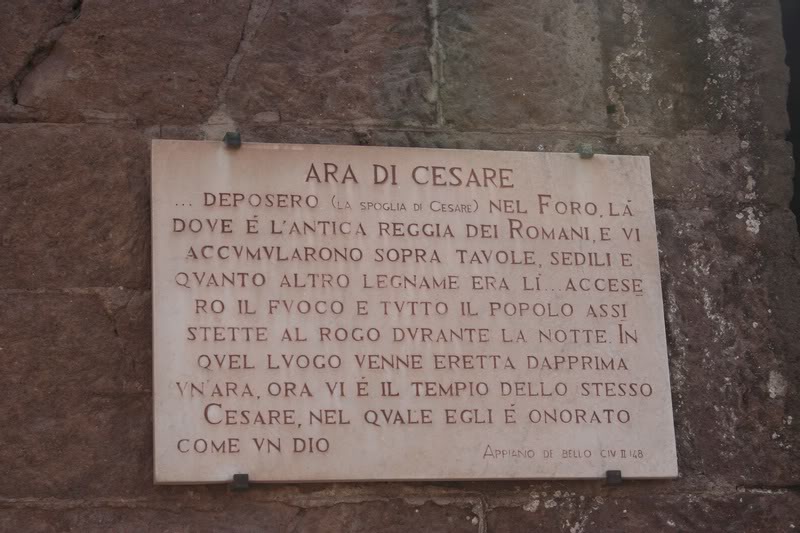 ARA DI CESARE
... DEPOSERO (LA SPOGLIA DI CESARE) NEL FORO, LÁ
DOVE É L'ANTICA REGGIA DEI ROMANI, E VI
ACCVMVLARONO SOPRA TAVOLE, SEDILI E
QVANTO ALTRO LEGNAME ERA LÍ... ACCESE
RO IL FVOCO E TVTTO IL POPOLO ASSI
STETTE AL ROGO DVRANTE LA NOTTE. IN
QVEL LVOGO VENNE ERETTA DAPPRIMA
VN'ARA, ORA VI É IL TEMPIO DELLO STESSO
CESARE, NEL QVALE EGLI É ONORATO
COME VN DIO
APPIANO DE BELLO CIV II 148